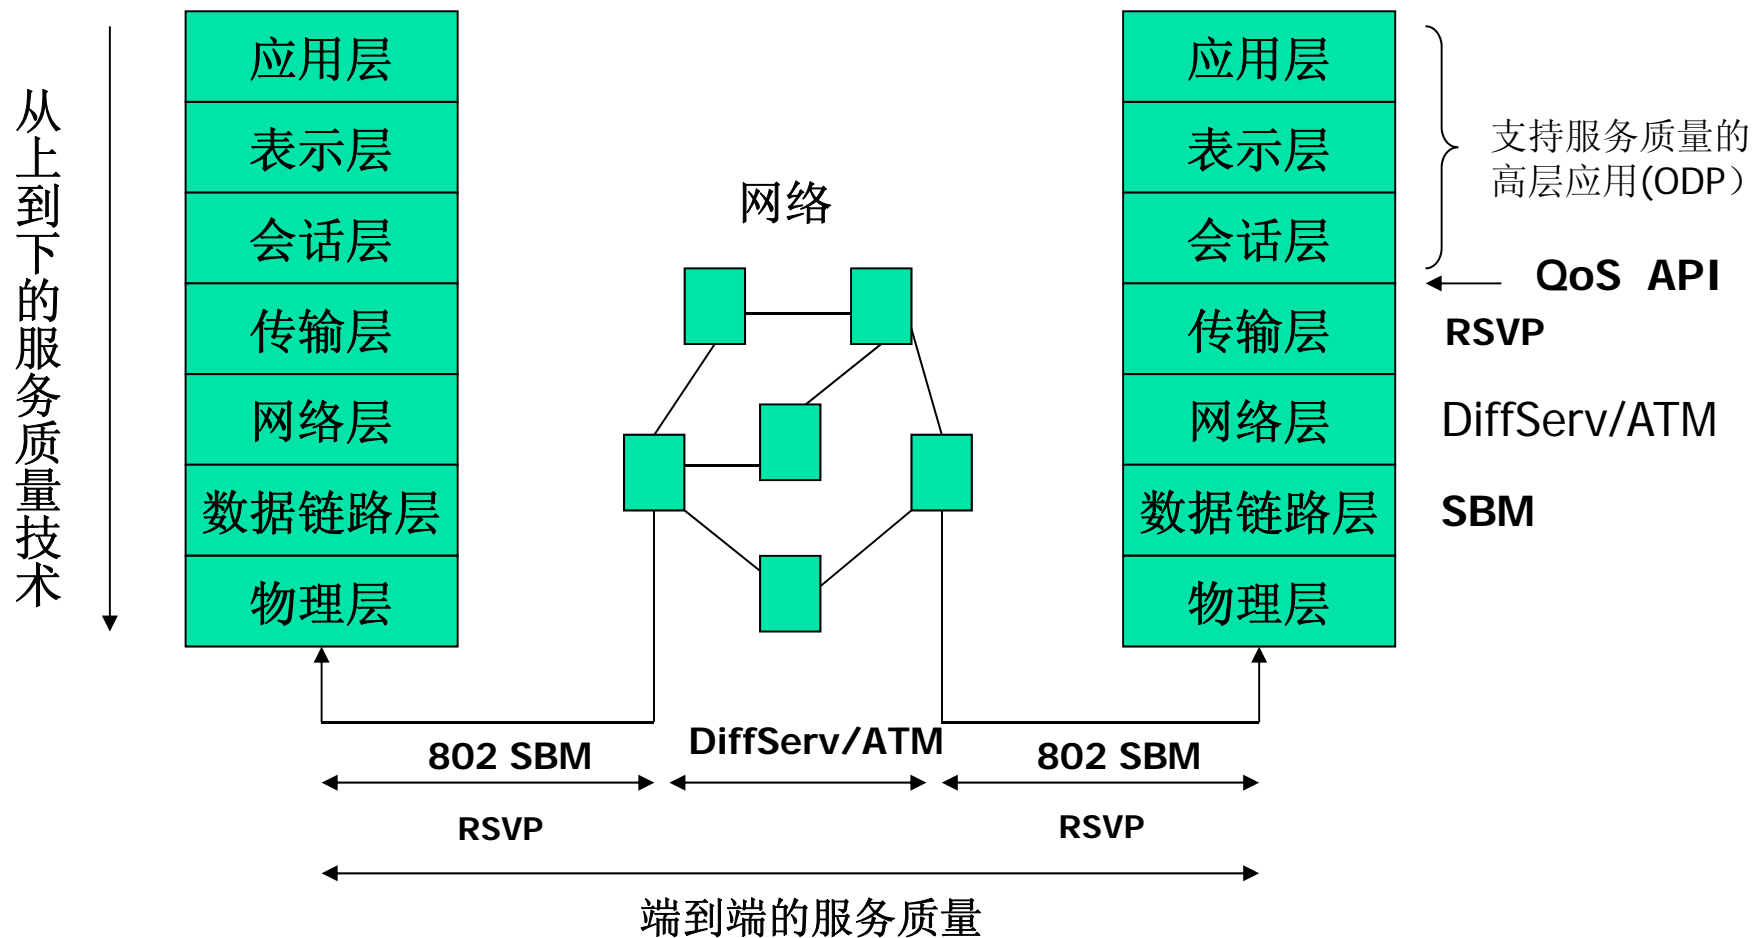 从上到下的服务质量技术
应用层
表示层
会话层
传输层
网络层
数据链路层
物理层
网络
应用层
表示层
会话层
传输层
网络层
数据链路层
物理层
支持服务质量的
高层应用(ODP）
QoS API
RSVP
DiffServ/ATM
SBM
802 SBM
DiffServ/ATM
802 SBM
RSVP
RSVP
端到端的服务质量